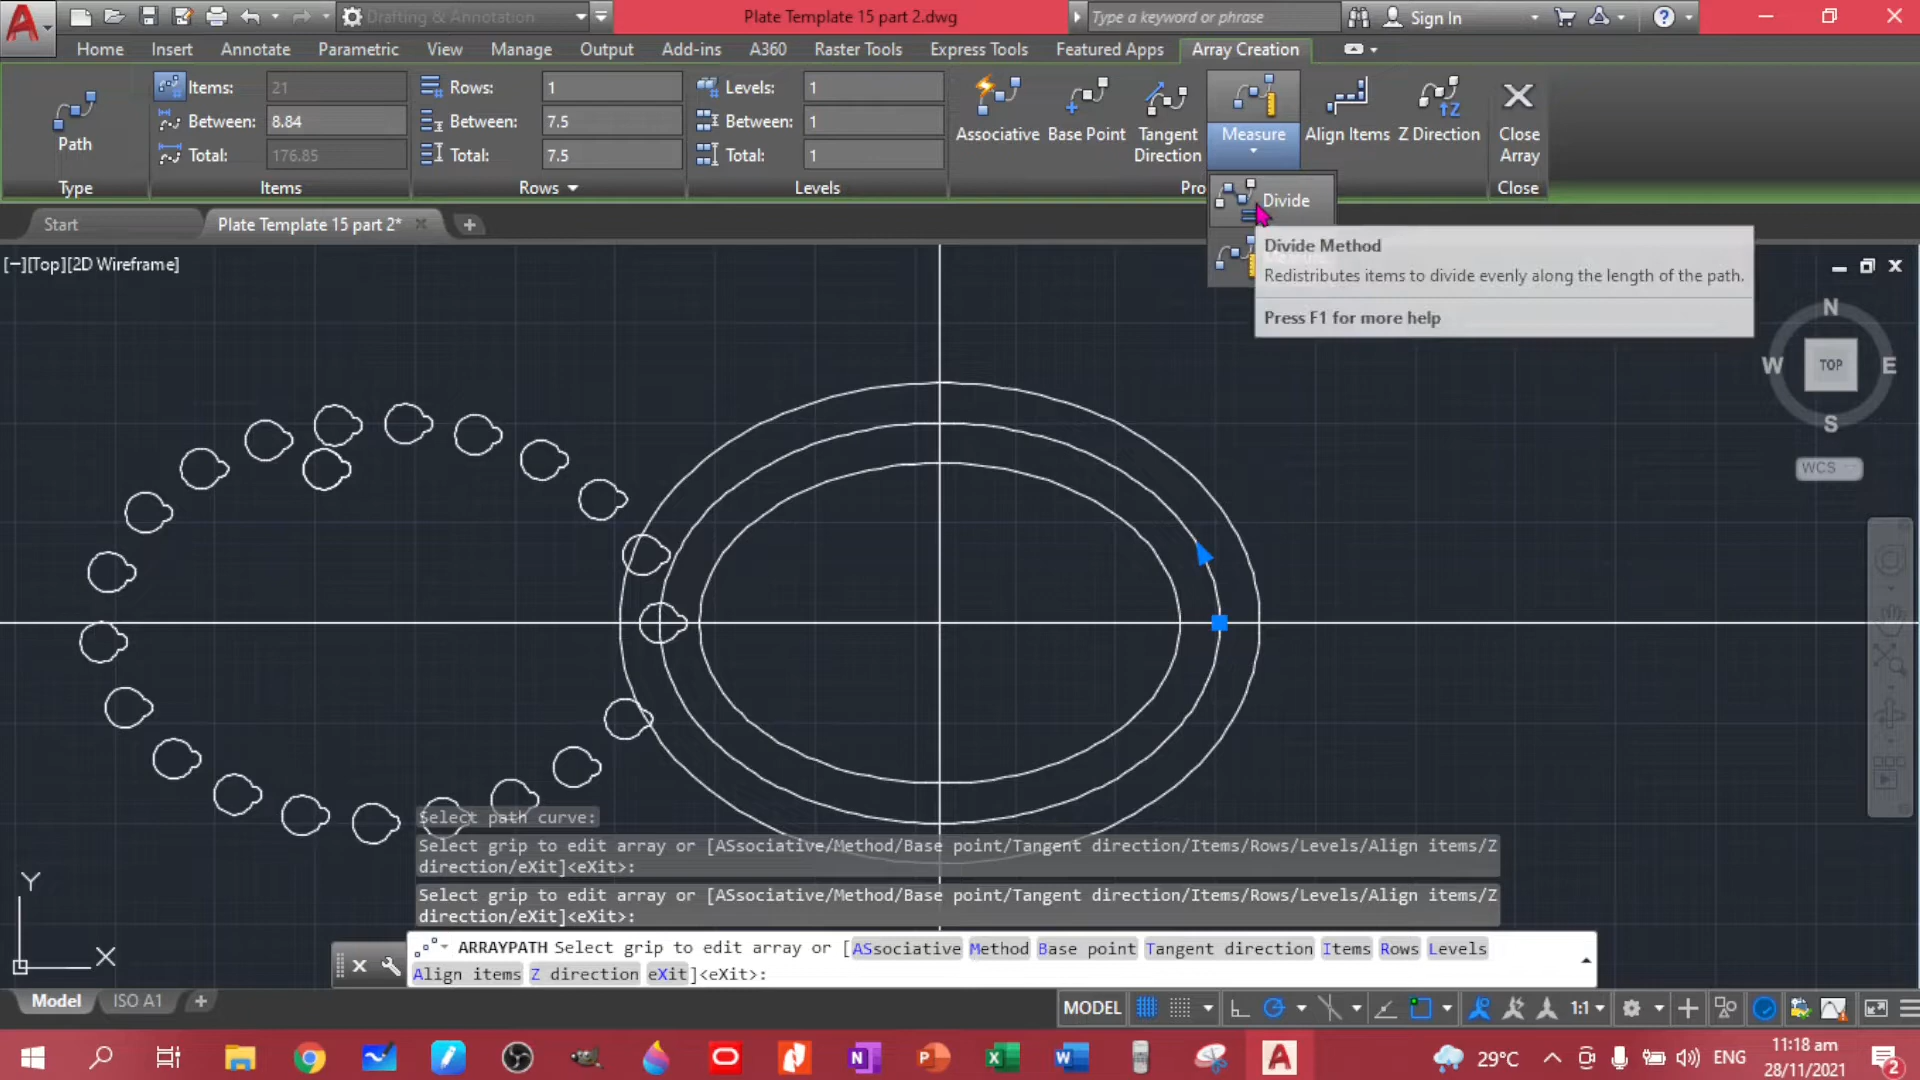 Drafting & Annotation
Plate Template 15 part 2.dwg
Type a keyword or phrase
Sign In
Home Insert Annotate Parametric View Manage Output Add-ins A360 Raster Tools Express Tools Featured Apps Array Creation
Items: 21 Rows: 1 Levels: 1
Between: 8.84 Between: 7.5 Between: 1
Total: 176.85 Total: 7.5 Total: 1
Path
Associative Base Point Tangent Direction Measure Align Items Z Direction Close Array
Type Items Rows Levels Pro Close
Divide
Start Plate Template 15 part 2*
Divide Method
Redistributes items to divide evenly along the length of the path.
Press F1 for more help
[−][Top][2D Wireframe]
N
W TOP E
S
WCS
Select path curve:
Select grip to edit array or [ASsociative/Method/Base point/Tangent direction/Items/Rows/Levels/Align items/Z
direction/eXit]<eXit>:
Select grip to edit array or [ASsociative/Method/Base point/Tangent direction/Items/Rows/Levels/Align items/Z
direction/eXit]<eXit>:
ARRAYPATH Select grip to edit array or [ASsociative Method Base point Tangent direction Items Rows Levels
Align items Z direction eXit]<eXit>:
Y
X
Model ISO A1
MODEL 1:1
29°C ENG 11:18 am
28/11/2021
2